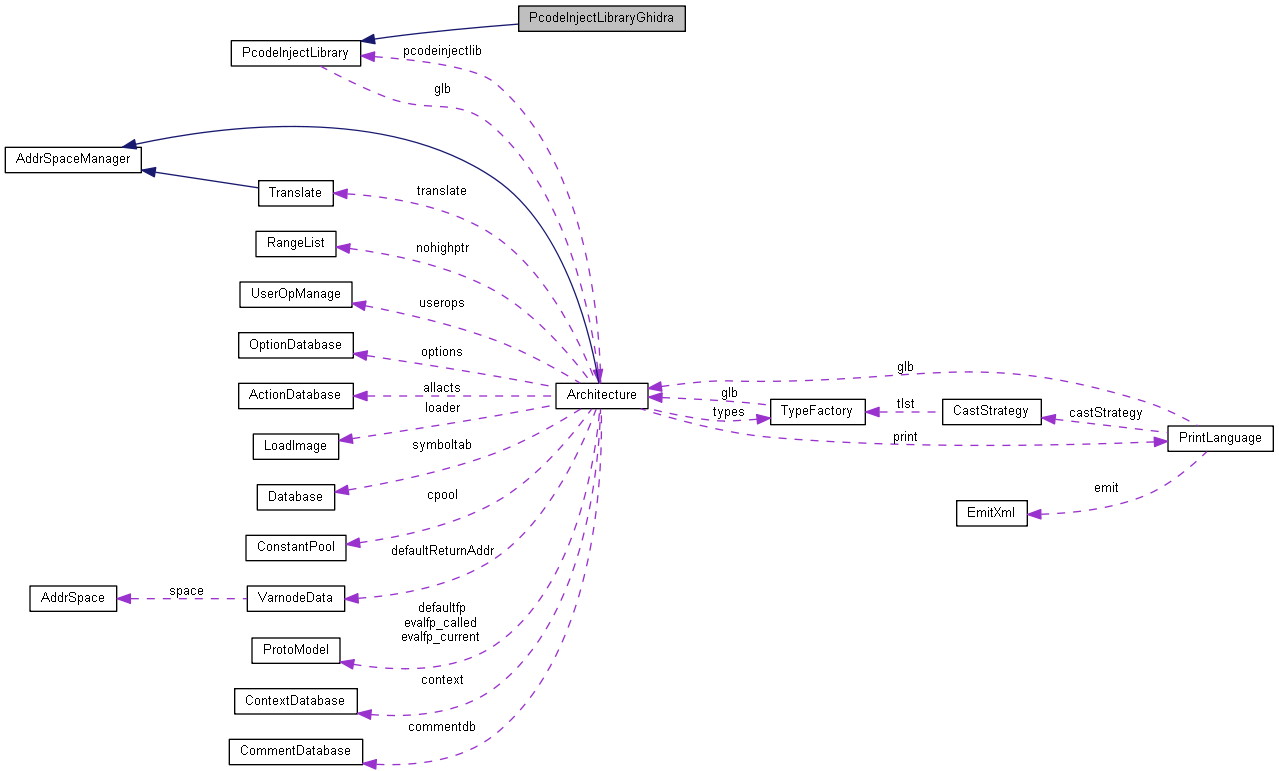 PcodeInjectLibraryGhidra
PcodeInjectLibrary
pcodeinjectlib
glb
AddrSpaceManager
Translate
translate
RangeList
nohighptr
UserOpManage
userops
OptionDatabase
options
ActionDatabase
allacts
Architecture
glb
glb
types
TypeFactory
tlst
CastStrategy
castStrategy
PrintLanguage
print
loader
LoadImage
symboltab
Database
cpool
emit
EmitXml
ConstantPool
defaultReturnAddr
AddrSpace
space
VarnodeData
defaultfp
evalfp_called
evalfp_current
ProtoModel
context
ContextDatabase
commentdb
CommentDatabase